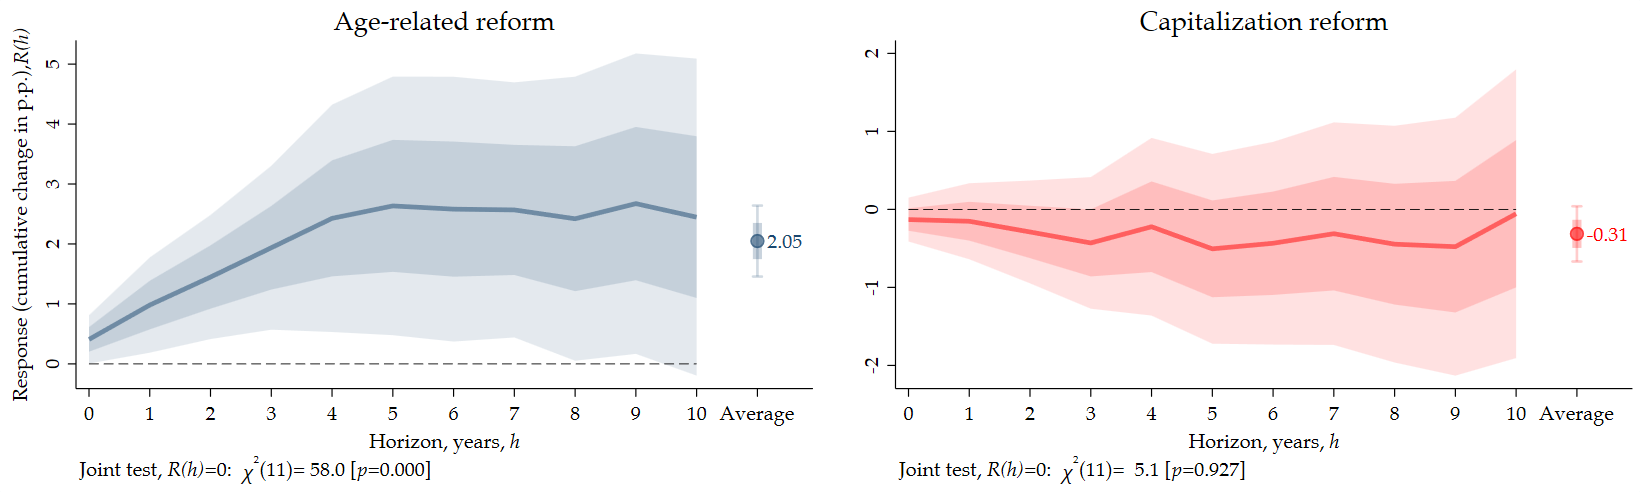 Age-related reform
Response (cumulative change in p.p.),R(h)
5
4
3
2
1
0
2.05
0 1 2 3 4 5 6 7 8 9 10 Average
Horizon, years, h
Joint test, R(h)=0: χ²(11)= 58.0 [p=0.000]
Capitalization reform
2
1
0
-1
-2
-0.31
0 1 2 3 4 5 6 7 8 9 10 Average
Horizon, years, h
Joint test, R(h)=0: χ²(11)= 5.1 [p=0.927]